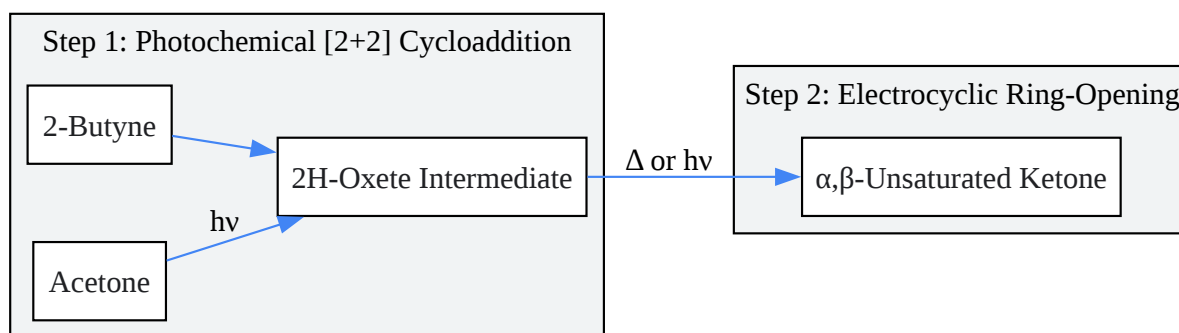 Step 1: Photochemical [2+2] Cycloaddition
2-Butyne
2H-Oxete Intermediate
hν
Acetone
Δ or hν
Step 2: Electrocyclic Ring-Opening
α,β-Unsaturated Ketone